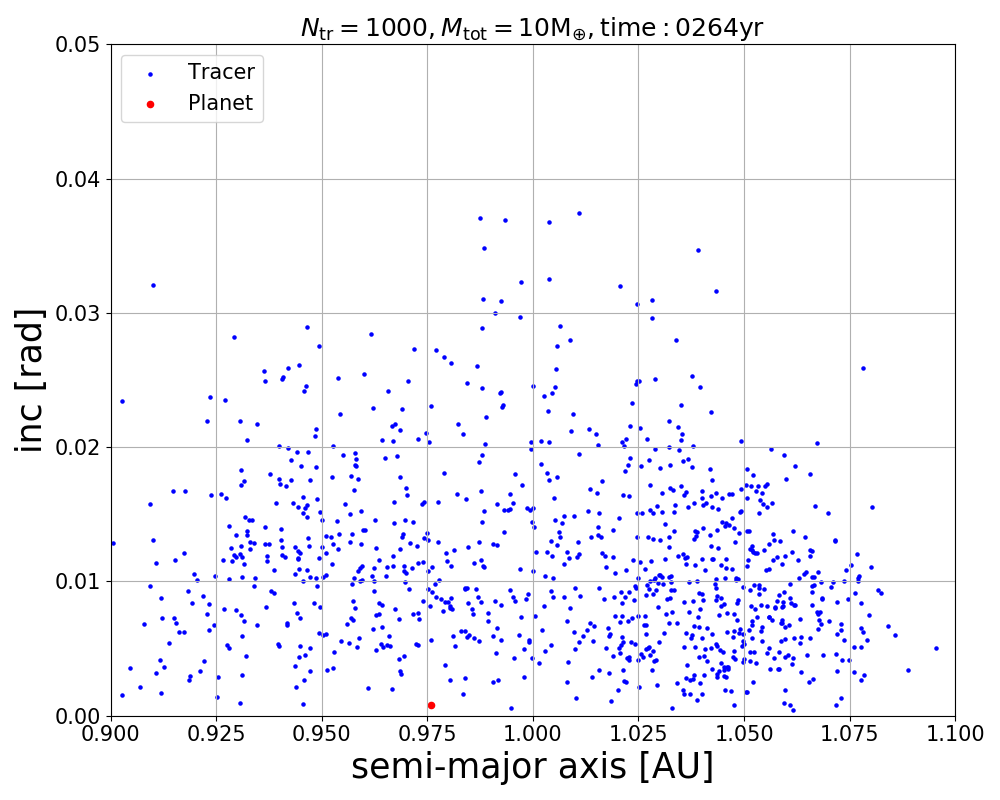 N_tr = 1000, M_tot = 10M_⊕, time : 0264yr
Tracer
Planet
0.05
0.04
0.03
0.02
0.01
0.00
inc [rad]
0.900 0.925 0.950 0.975 1.000 1.025 1.050 1.075 1.100
semi-major axis [AU]